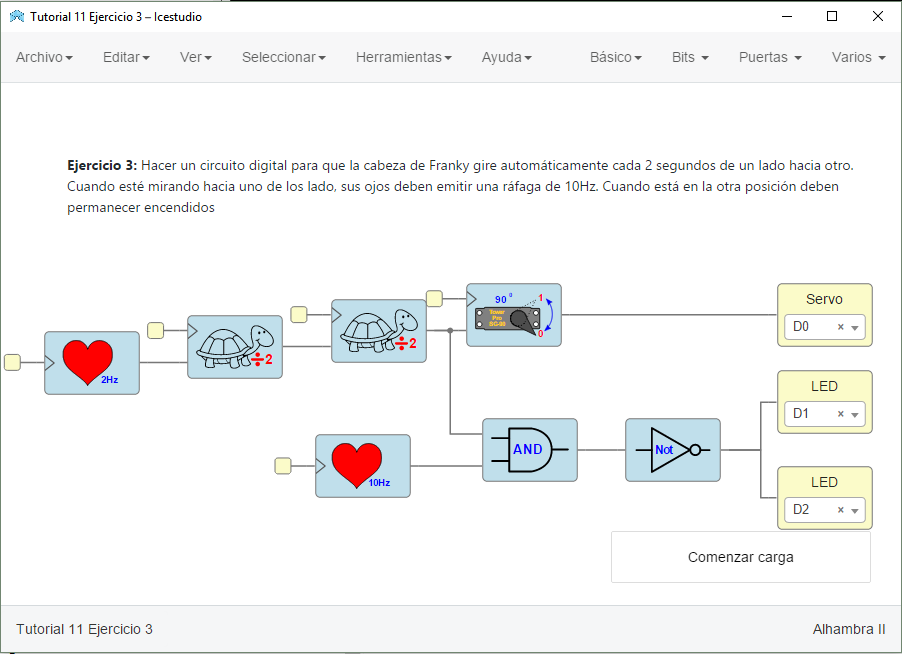 Tutorial 11 Ejercicio 3 – Icestudio
Archivo Editar Ver Seleccionar Herramientas Ayuda Básico Bits Puertas Varios
Ejercicio 3: Hacer un circuito digital para que la cabeza de Franky gire automáticamente cada 2 segundos de un lado hacia otro.
Cuando esté mirando hacia uno de los lado, sus ojos deben emitir una ráfaga de 10Hz. Cuando está en la otra posición deben
permanecer encendidos
90° 1
Tower
Pro
SG-90
0
Servo
D0 ×
÷2
÷2
2Hz
LED
D1 ×
AND
Not
10Hz
LED
D2 ×
Comenzar carga
Tutorial 11 Ejercicio 3 Alhambra II